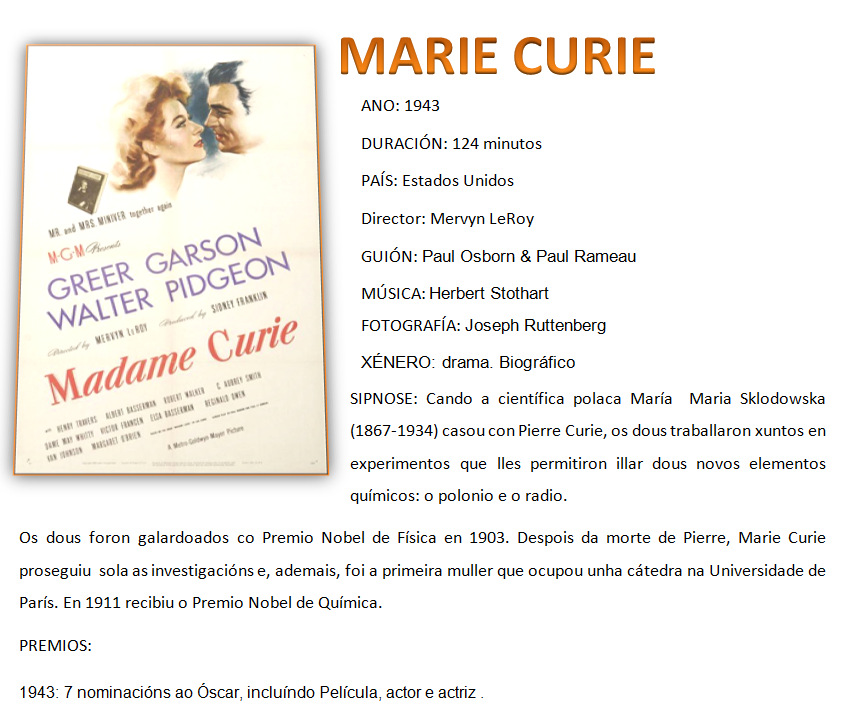 MARIE CURIE
ANO: 1943
DURACIÓN: 124 minutos
PAÍS: Estados Unidos
Director: Mervyn LeRoy
GUIÓN: Paul Osborn & Paul Rameau
MÚSICA: Herbert Stothart
FOTOGRAFÍA: Joseph Ruttenberg
XÉNERO: drama. Biográfico
SIPNOSE: Cando a científica polaca María Maria Sklodowska
(1867-1934) casou con Pierre Curie, os dous traballaron xuntos en
experimentos que lles permitiron illar dous novos elementos
químicos: o polonio e o radio.
Os dous foron galardoados co Premio Nobel de Física en 1903. Despois da morte de Pierre, Marie Curie
proseguiu sola as investigacións e, ademais, foi a primeira muller que ocupou unha cátedra na Universidade de
París. En 1911 recibiu o Premio Nobel de Química.
PREMIOS:
1943: 7 nominacións ao Óscar, incluíndo Película, actor e actriz .
MR. and MRS. MINIVER together again
M-G-M Presents
GREER GARSON
WALTER PIDGEON
Directed by MERVYN LeROY Produced by SIDNEY FRANKLIN
Madame Curie
with HENRY TRAVERS ALBERT BASSERMAN ROBERT WALKER C. AUBREY SMITH
DAME MAY WHITTY VICTOR FRANCEN ELSA BASSERMAN REGINALD OWEN
VAN JOHNSON MARGARET O'BRIEN
A Metro-Goldwyn-Mayer Picture